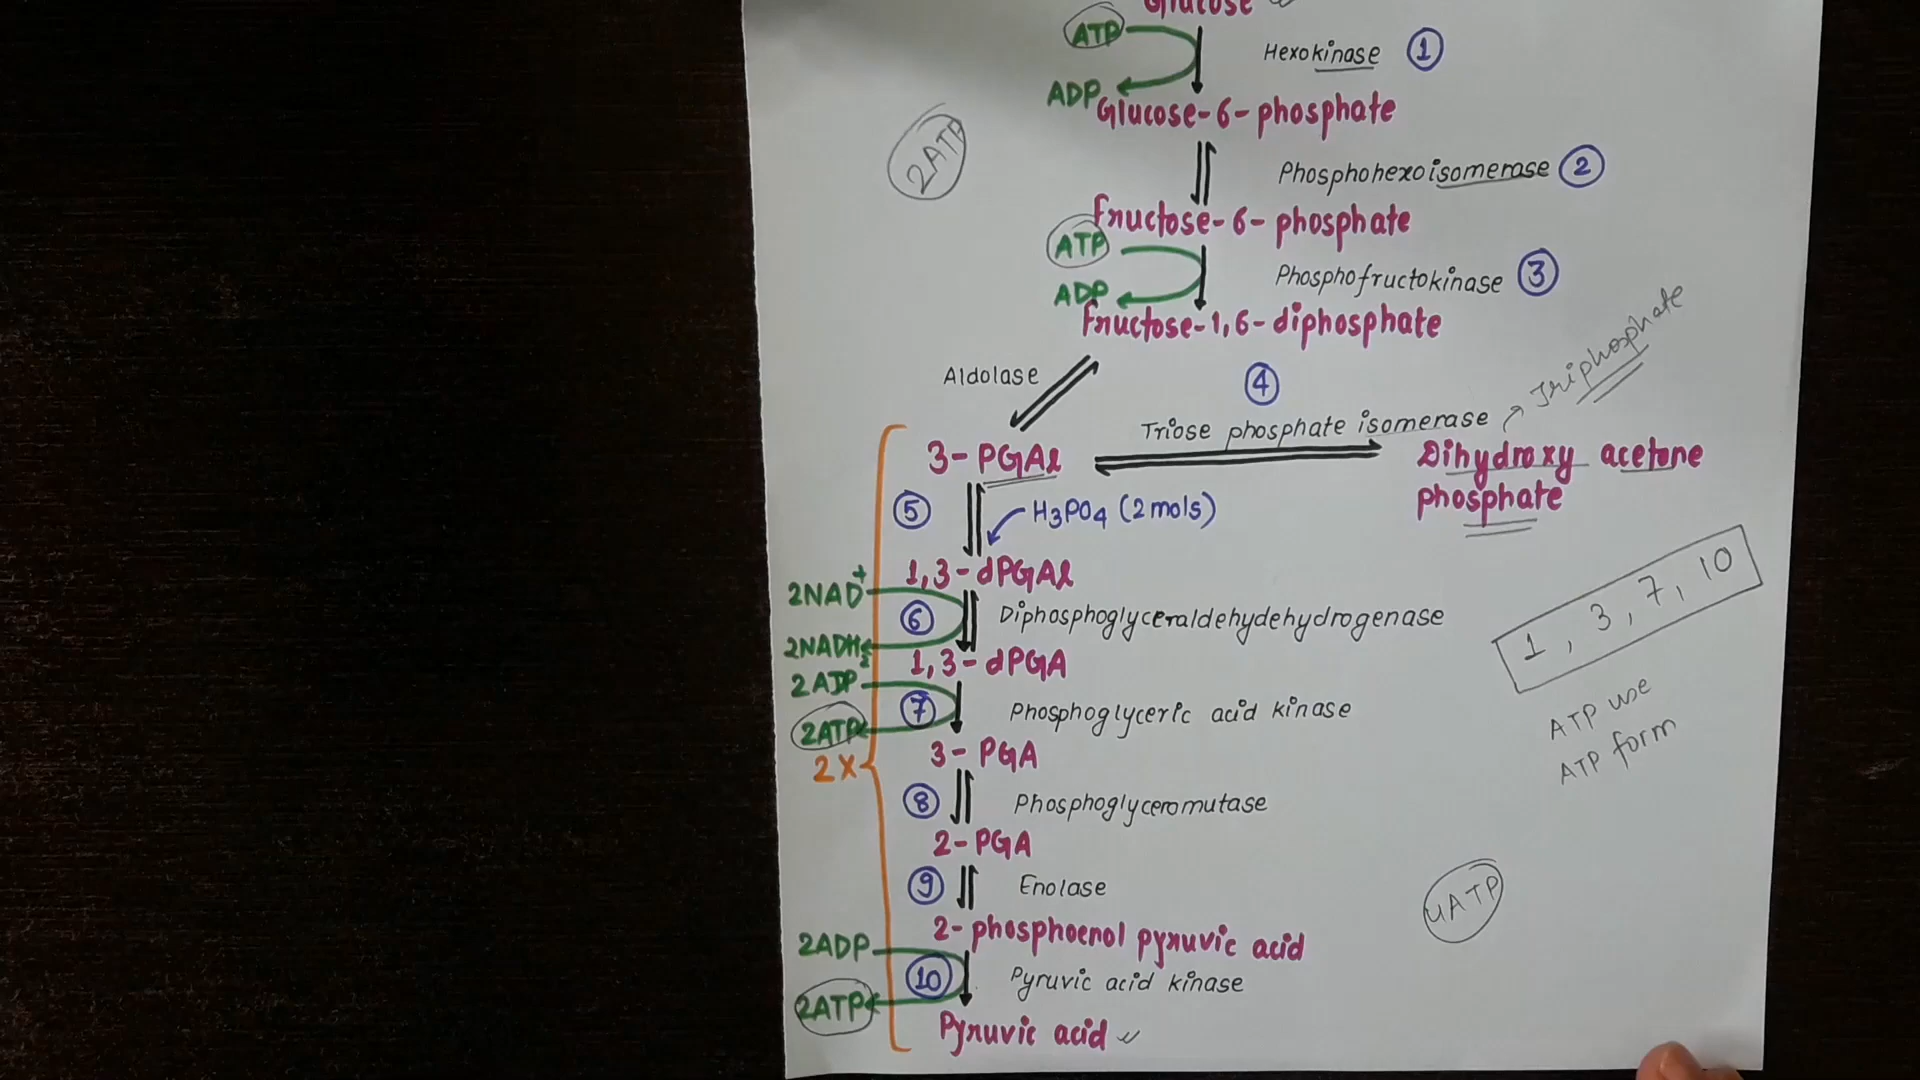 Glucose
ATP
Hexokinase 1
ADP
Glucose-6-phosphate
2ATP
Phosphohexoisomerase 2
Fructose-6-phosphate
ATP
Phosphofructokinase 3
ADP
Fructose-1,6-diphosphate
Triphosphate
Aldolase
4
Triose phosphate isomerase
3-PGAl
Dihydroxy acetone
phosphate
5
H3PO4 (2 mols)
1,3-dPGAl
2NAD+
6 Diphosphoglyceraldehydehydrogenase
2NADH2
1,3-dPGA
2ADP
7 Phosphoglyceric acid kinase
2ATP
3-PGA
2X
8 Phosphoglyceromutase
2-PGA
9 Enolase
2-phosphoenol pyruvic acid
2ADP
10 Pyruvic acid kinase
2ATP
Pyruvic acid
1, 3, 7, 10
ATP use
ATP form
4ATP